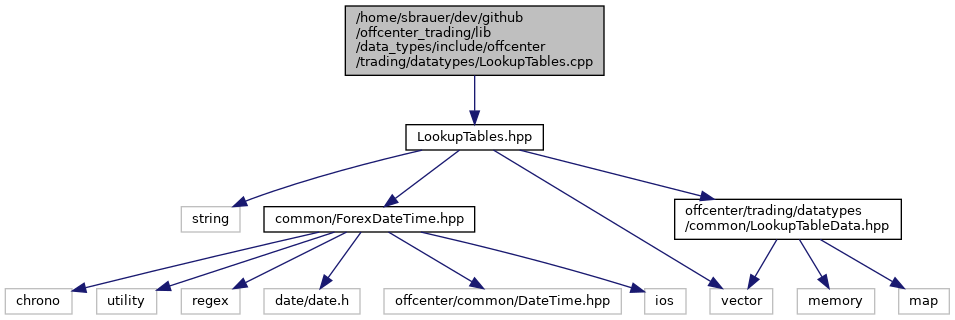 /home/sbrauer/dev/github
/offcenter_trading/lib
/data_types/include/offcenter
/trading/datatypes/LookupTables.cpp
LookupTables.hpp
string
common/ForexDateTime.hpp
offcenter/trading/datatypes
/common/LookupTableData.hpp
chrono
utility
regex
date/date.h
offcenter/common/DateTime.hpp
ios
vector
memory
map